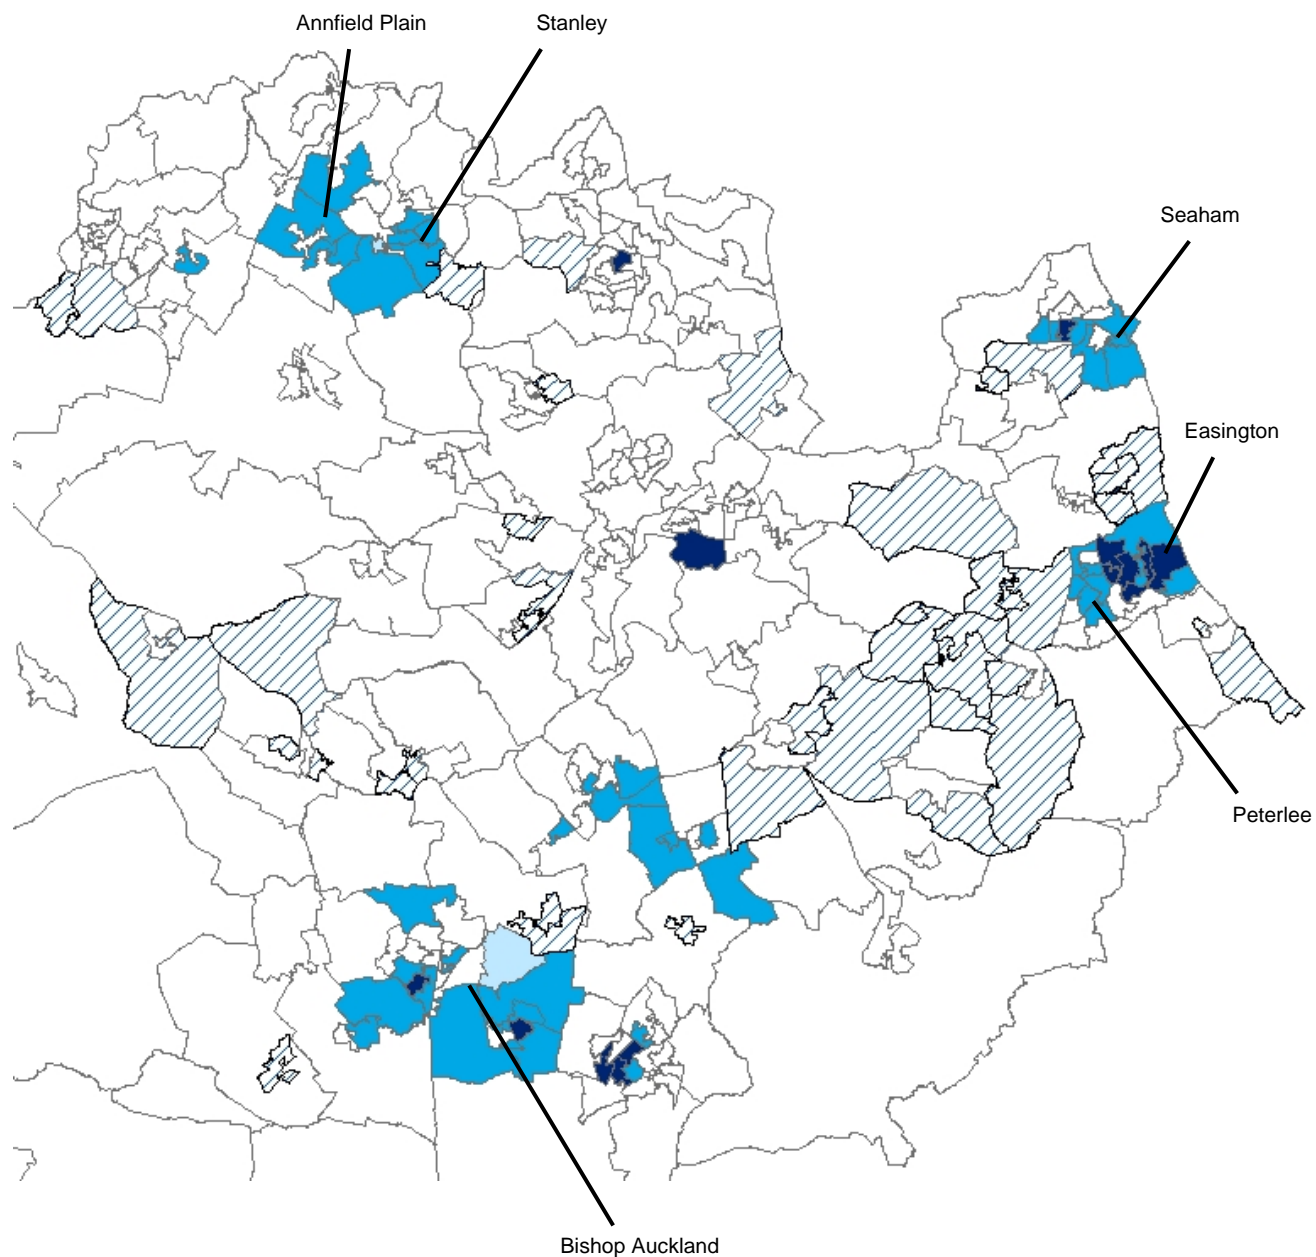 Annfield Plain
Stanley
Seaham
Easington
Peterlee
Bishop Auckland